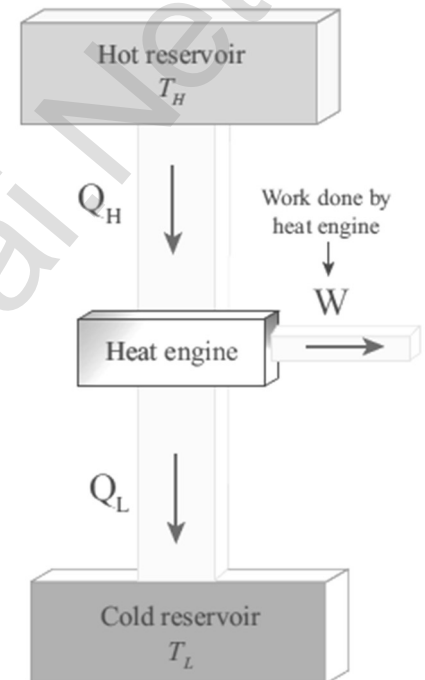 Hot reservoir
T_H
Q_H
Work done by
heat engine
W
Heat engine
Q_L
Cold reservoir
T_L